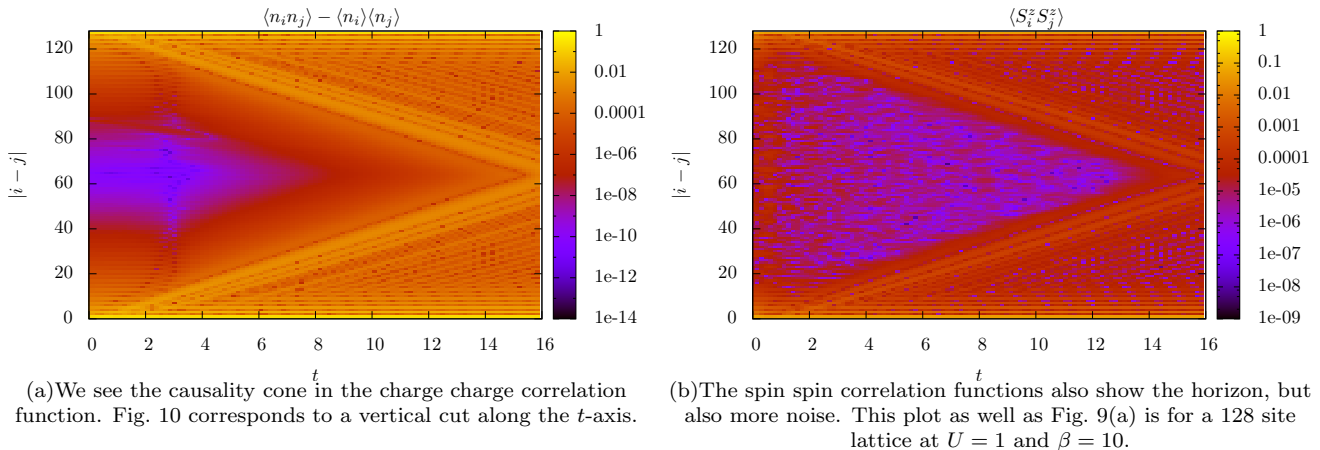 ⟨n_i n_j⟩ − ⟨n_i⟩⟨n_j⟩
120
100
80
60
40
20
0
|i − j|
0 2 4 6 8 10 12 14 16
t
1
0.01
0.0001
1e-06
1e-08
1e-10
1e-12
1e-14
(a)We see the causality cone in the charge charge correlation
function. Fig. 10 corresponds to a vertical cut along the t-axis.
⟨S_i^z S_j^z⟩
120
100
80
60
40
20
0
|i − j|
0 2 4 6 8 10 12 14 16
t
1
0.1
0.01
0.001
0.0001
1e-05
1e-06
1e-07
1e-08
1e-09
(b)The spin spin correlation functions also show the horizon, but
also more noise. This plot as well as Fig. 9(a) is for a 128 site
lattice at U = 1 and β = 10.